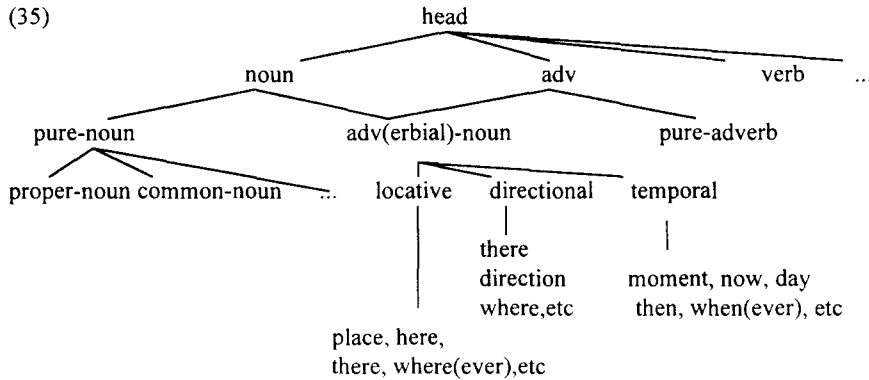 (35) head
noun adv verb ...
pure-noun adv(erbial)-noun pure-adverb
proper-noun common-noun ... locative directional temporal
there
direction moment, now, day
where,etc then, when(ever), etc
place, here,
there, where(ever),etc